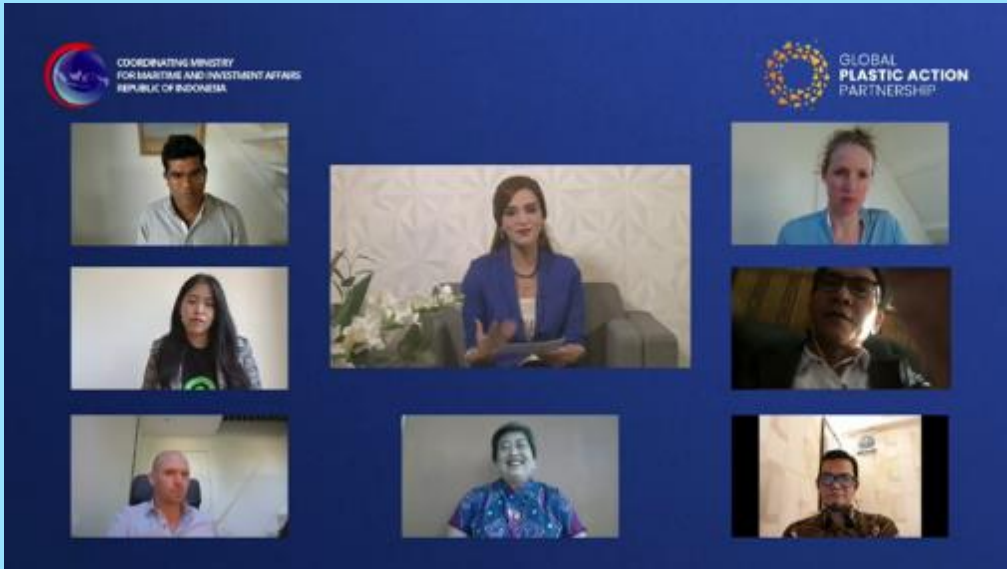 COORDINATING MINISTRY
FOR MARITIME AND INVESTMENT AFFAIRS
REPUBLIC OF INDONESIA
GLOBAL
PLASTIC ACTION
PARTNERSHIP